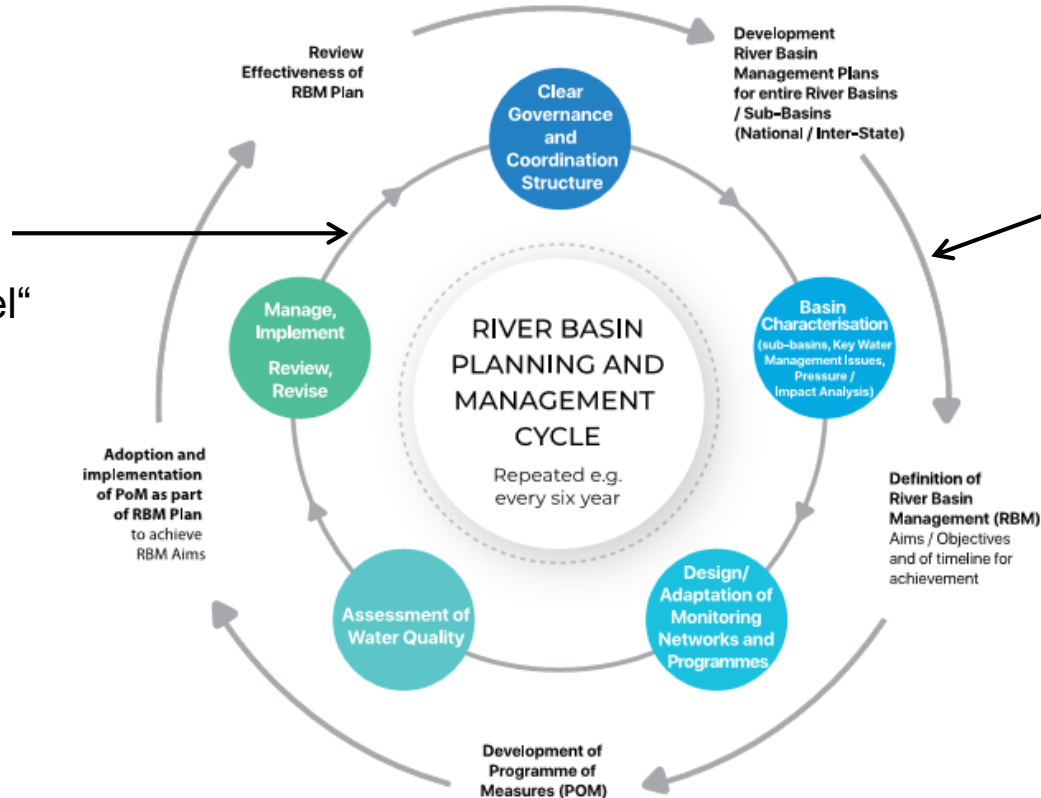 Review
Effectiveness of
RBM Plan
Development
River Basin
Management Plans
for entire River Basins
/ Sub-Basins
(National / Inter-State)
Clear
Governance
and
Coordination
Structure
el“
Manage,
Implement
Review,
Revise
Basin
Characterisation
(sub-basins, Key Water
Management Issues,
Pressure /
Impact Analysis)
RIVER BASIN
PLANNING AND
MANAGEMENT
CYCLE
Repeated e.g.
every six year
Adoption and
implementation
of PoM as part
of RBM Plan
to achieve
RBM Aims
Definition of
River Basin
Management (RBM)
Aims / Objectives
and of timeline for
achievement
Assessment of
Water Quality
Design/
Adaptation of
Monitoring
Networks and
Programmes
Development of
Programme of
Measures (POM)